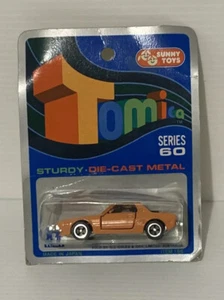 SUNNY
TOYS
Tomica
SERIES
60
STURDY·DIE-CAST METAL
MADE IN JAPAN